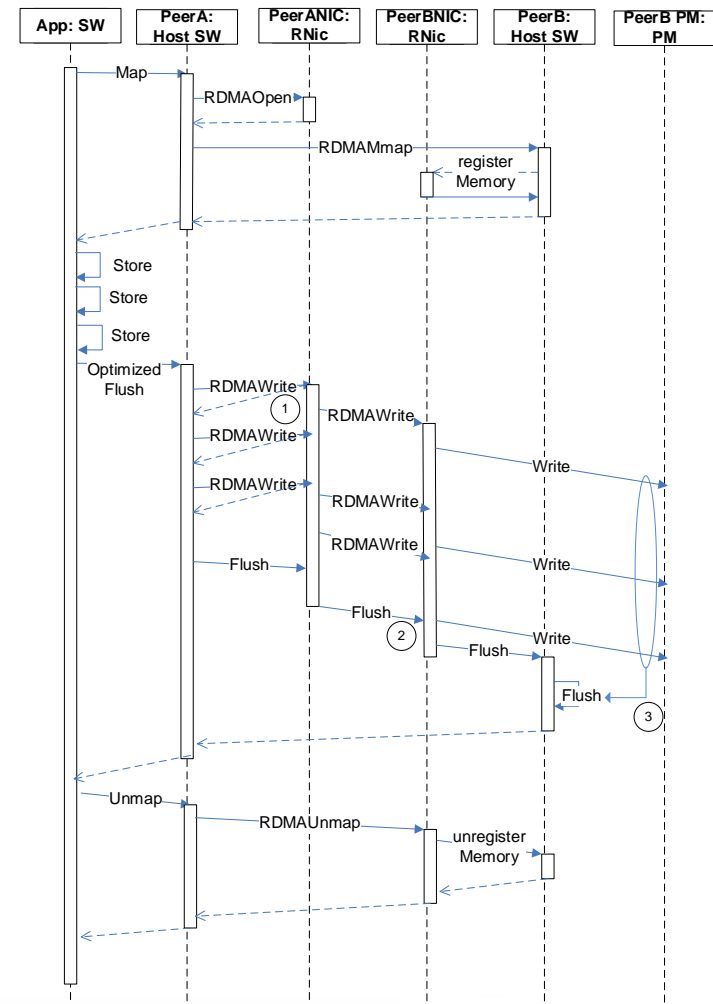 App: SW
PeerA:
Host SW
PeerANIC:
RNic
PeerBNIC:
RNic
PeerB:
Host SW
PeerB PM:
PM
Map
RDMAOpen
RDMAMmap
register
Memory
Store
Store
Store
Optimized
Flush
RDMAWrite
1
RDMAWrite
RDMAWrite
Write
RDMAWrite
RDMAWrite
RDMAWrite
Flush
Write
Flush
2
Write
Flush
Flush
3
Unmap
RDMAUnmap
unregister
Memory